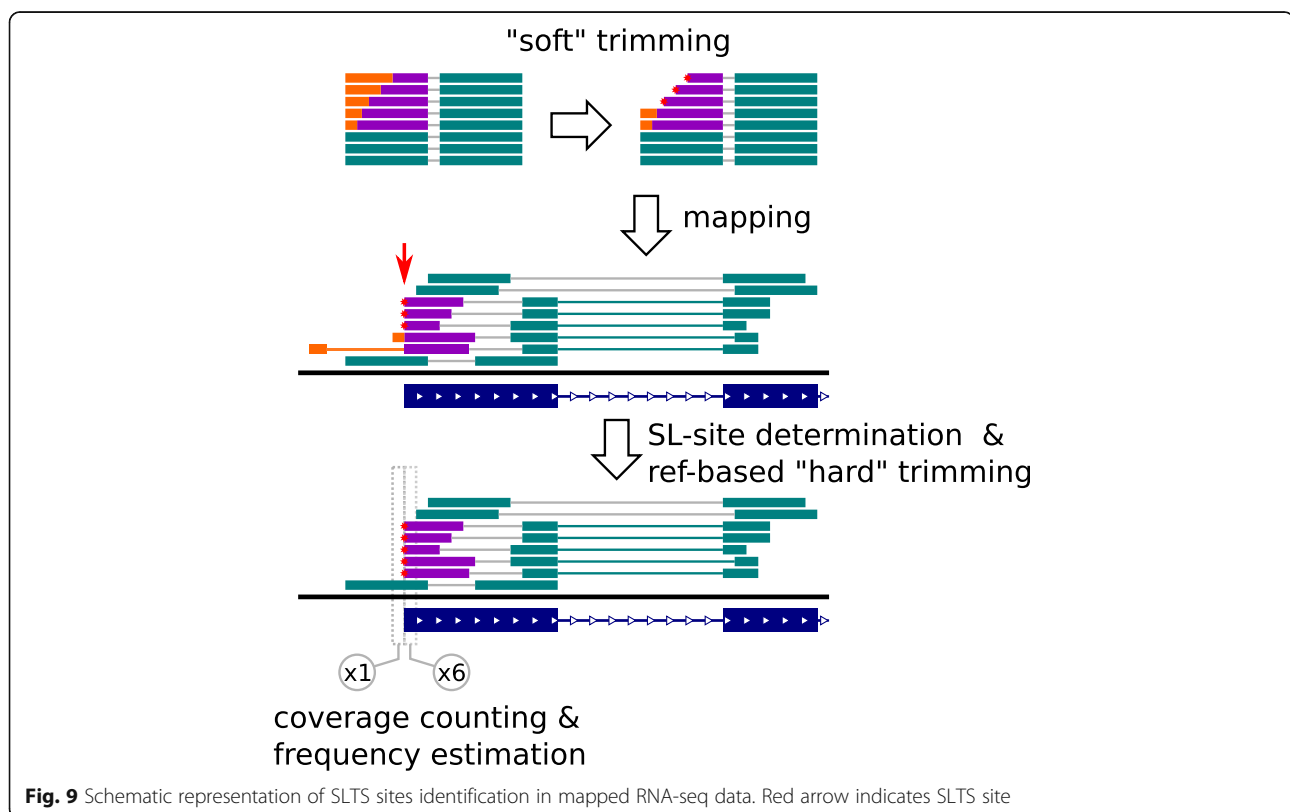 "soft" trimming
mapping
SL-site determination &
ref-based "hard" trimming
x1
x6
coverage counting &
frequency estimation
Fig. 9 Schematic representation of SLTS sites identification in mapped RNA-seq data. Red arrow indicates SLTS site